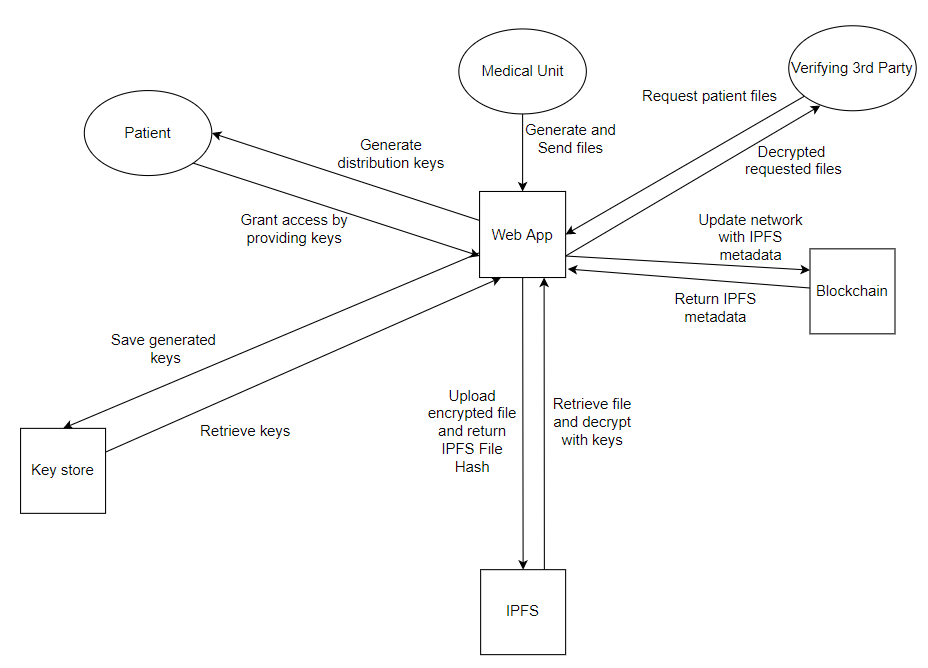 Medical Unit
Verifying 3rd Party
Request patient files
Patient
Generate
distribution keys
Generate and
Send files
Decrypted
requested files
Grant access by
providing keys
Web App
Update network
with IPFS
metadata
Blockchain
Return IPFS
metadata
Save generated
keys
Retrieve keys
Upload
encrypted file
and return
IPFS File
Hash
Retrieve file
and decrypt
with keys
Key store
IPFS